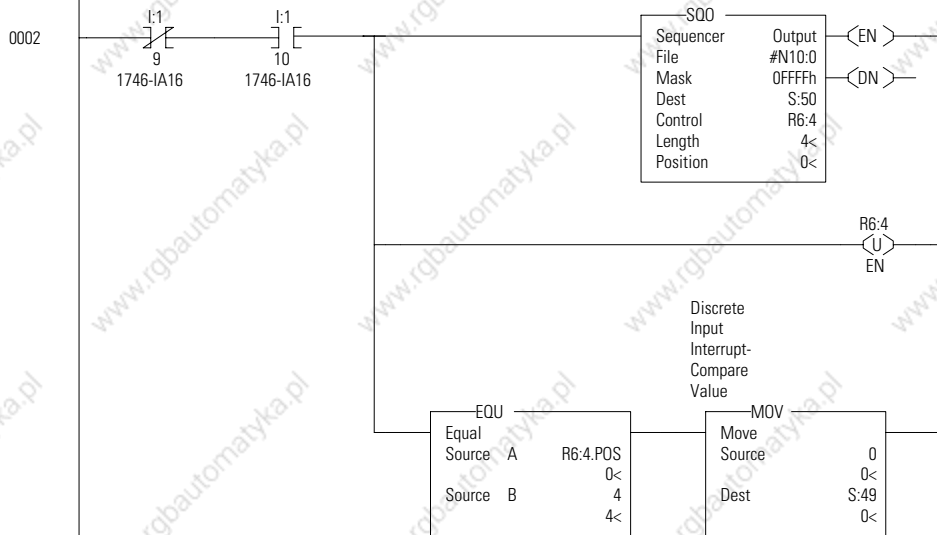 0002
I:1
9
1746-IA16
I:1
10
1746-IA16
SQO
Sequencer Output
File #N10:0
Mask 0FFFFh
Dest S:50
Control R6:4
Length 4<
Position 0<
EN
DN
R6:4
U
EN
Discrete
Input
Interrupt-
Compare
Value
EQU
Equal
Source A R6:4.POS
0<
Source B 4
4<
MOV
Move
Source 0
0<
Dest S:49
0<
www.rgbautomatyka.pl